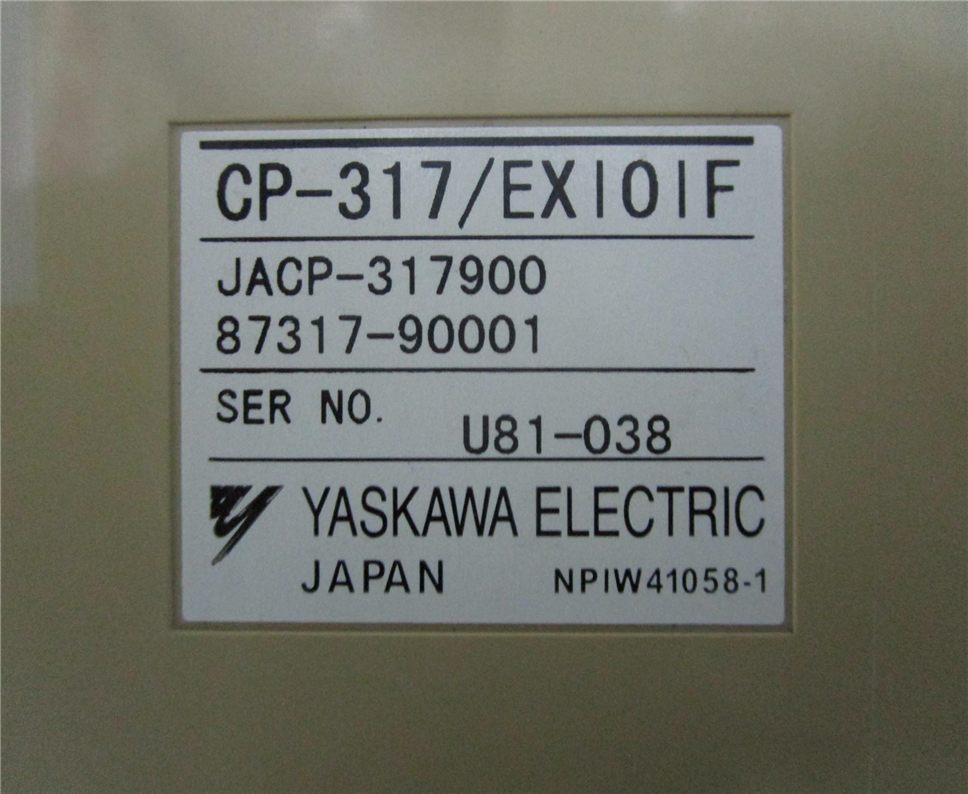 CP-317/EXIOIF
JACP-317900
87317-90001
SER NO.
U81-038
YASKAWA ELECTRIC
JAPAN NPIW41058-1